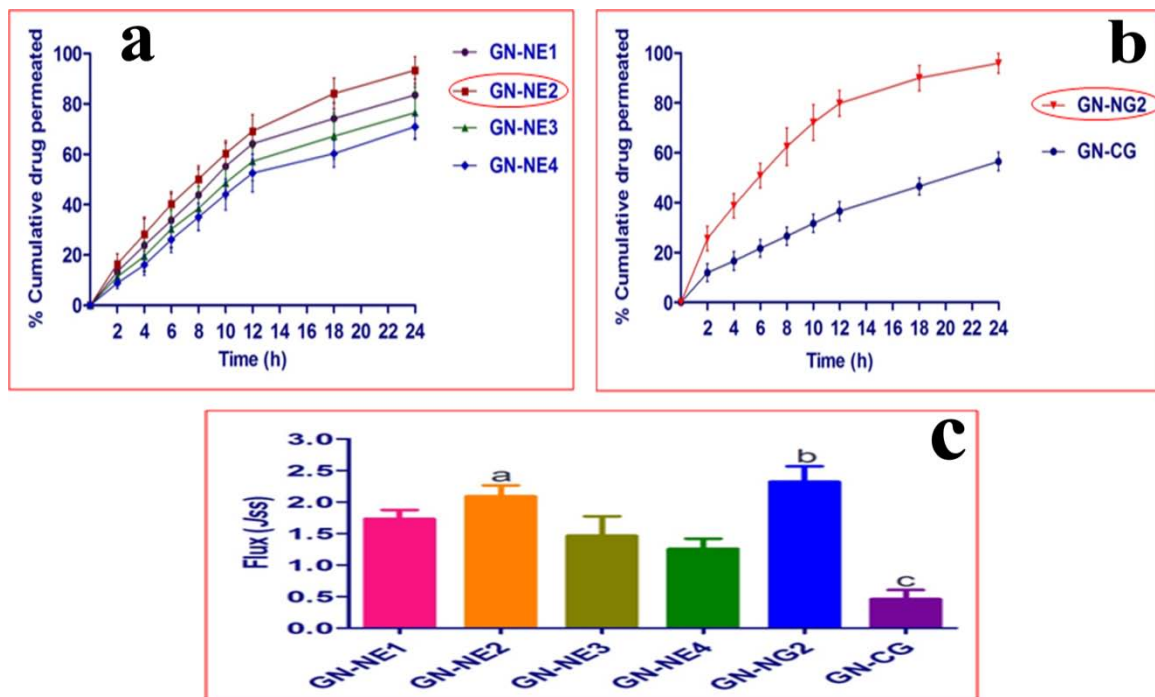 a
% Cumulative drug permeated
100
80
60
40
20
0
2 4 6 8 10 12 14 16 18 20 22 24
Time (h)
GN-NE1
GN-NE2
GN-NE3
GN-NE4
b
% Cumulative drug permeated
100
80
60
40
20
0
2 4 6 8 10 12 14 16 18 20 22 24
Time (h)
GN-NG2
GN-CG
c
Flux (Jss)
3.0
2.5
2.0
1.5
1.0
0.5
0.0
a
b
c
GN-NE1
GN-NE2
GN-NE3
GN-NE4
GN-NG2
GN-CG